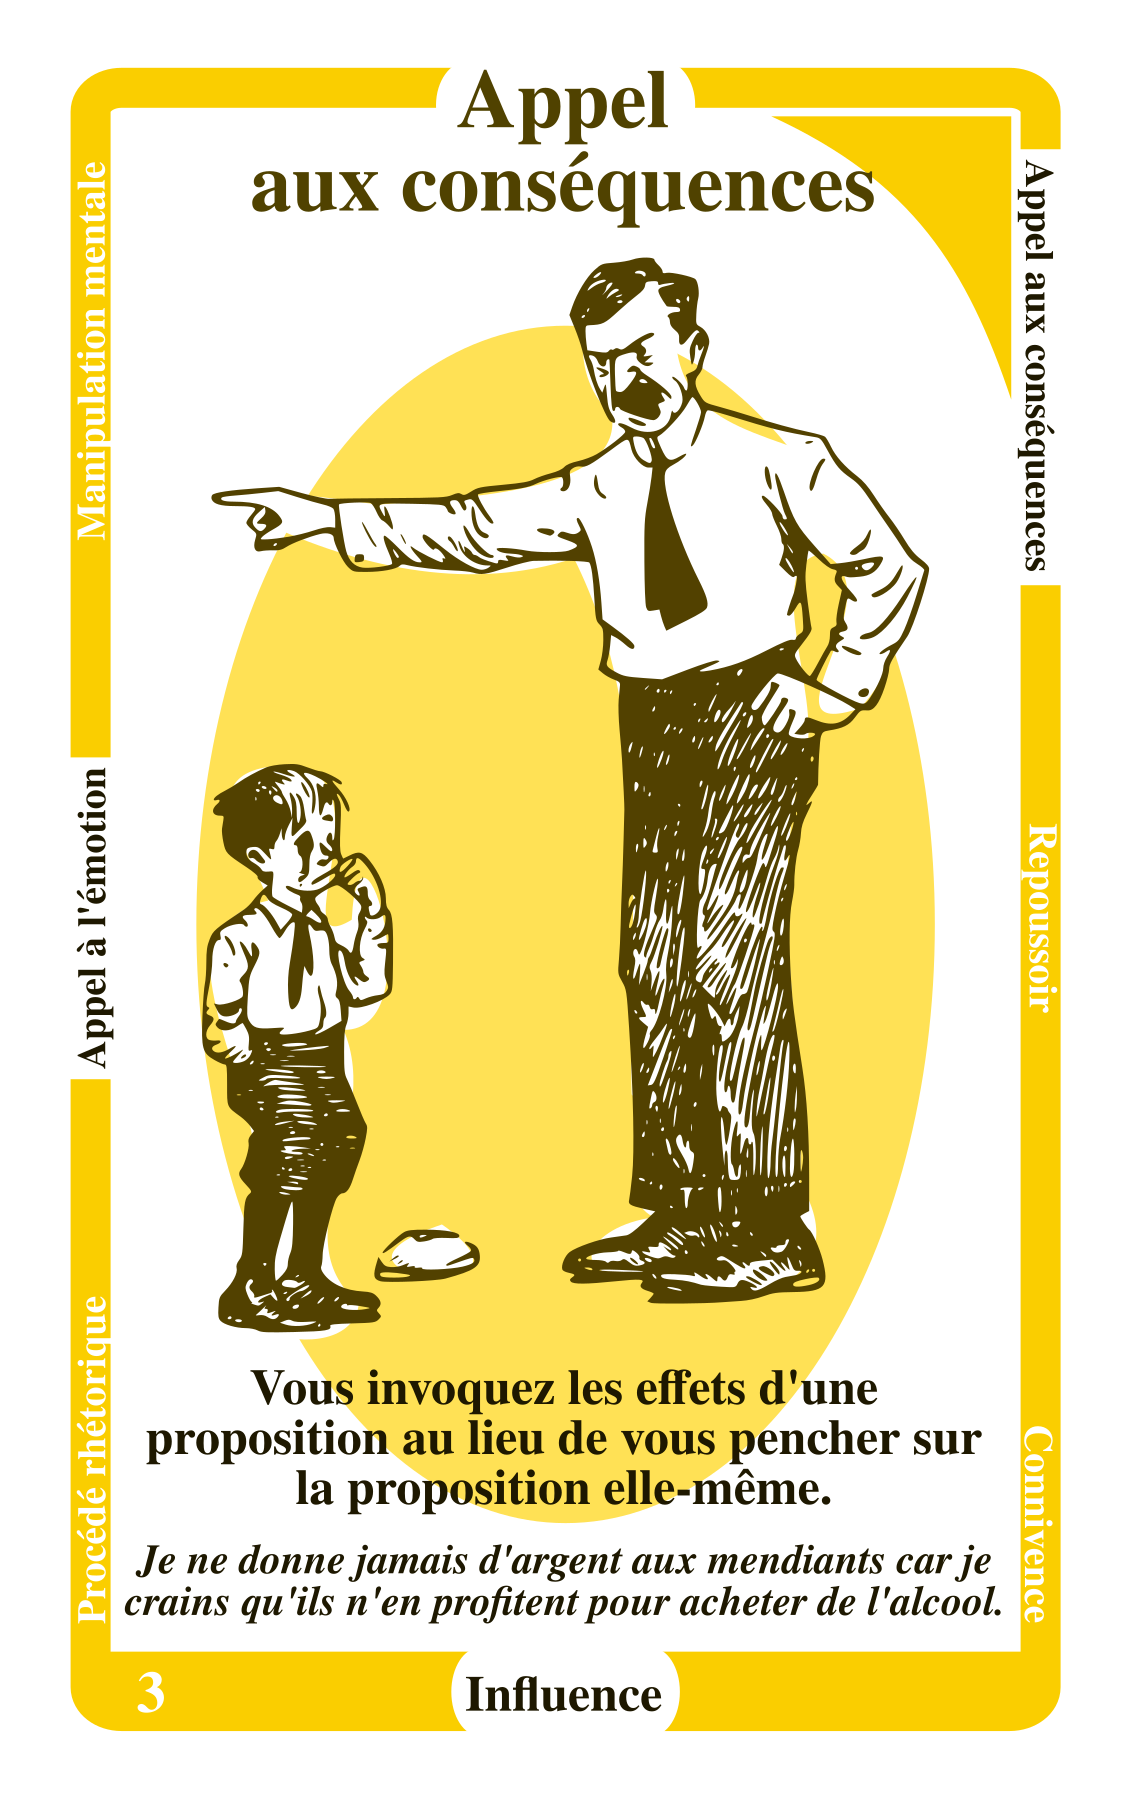 Appel
aux conséquences
Manipulation mentale
Appel à l'émotion
Procédé rhétorique
Appel aux conséquences
Repoussoir
Connivence
Vous invoquez les effets d'une
proposition au lieu de vous pencher sur
la proposition elle-même.
Je ne donne jamais d'argent aux mendiants car je
crains qu'ils n'en profitent pour acheter de l'alcool.
3
Influence